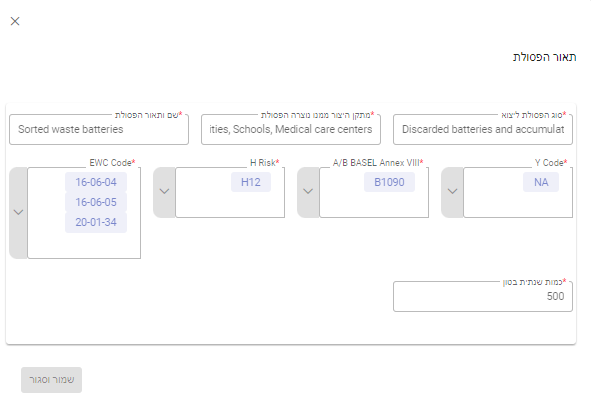 תאור הפסולת
סוג הפסולת ליצוא*
Discarded batteries and accumulat
מתקן היצור ממנו נוצרה הפסולת*
ities, Schools, Medical care centers
שם ותאור הפסולת*
Sorted waste batteries
Y Code*
NA
A/B BASEL Annex VIII*
B1090
H Risk*
H12
EWC Code*
16-06-04
16-06-05
20-01-34
כמות שנתית בטון*
500
שמור וסגור